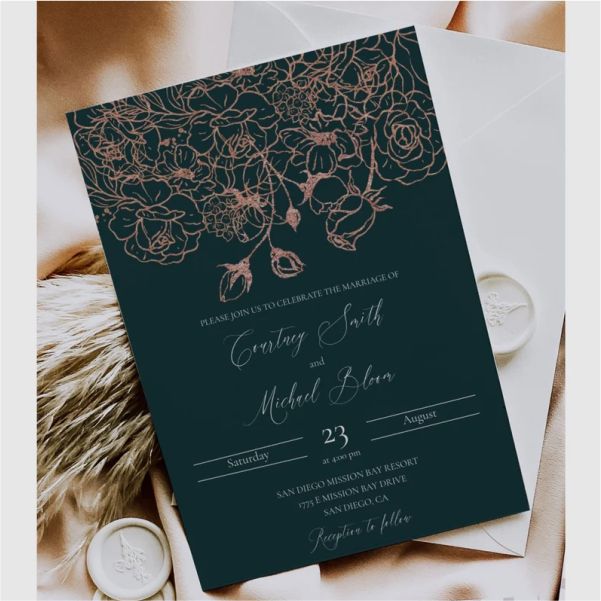 PLEASE JOIN US TO CELEBRATE THE MARRIAGE OF
Courtney Smith
and
Michael Bloom
Saturday
23
August
at 4:00 pm
SAN DIEGO MISSION BAY RESORT
1775 E MISSION BAY DRIVE
SAN DIEGO, CA
Reception to follow